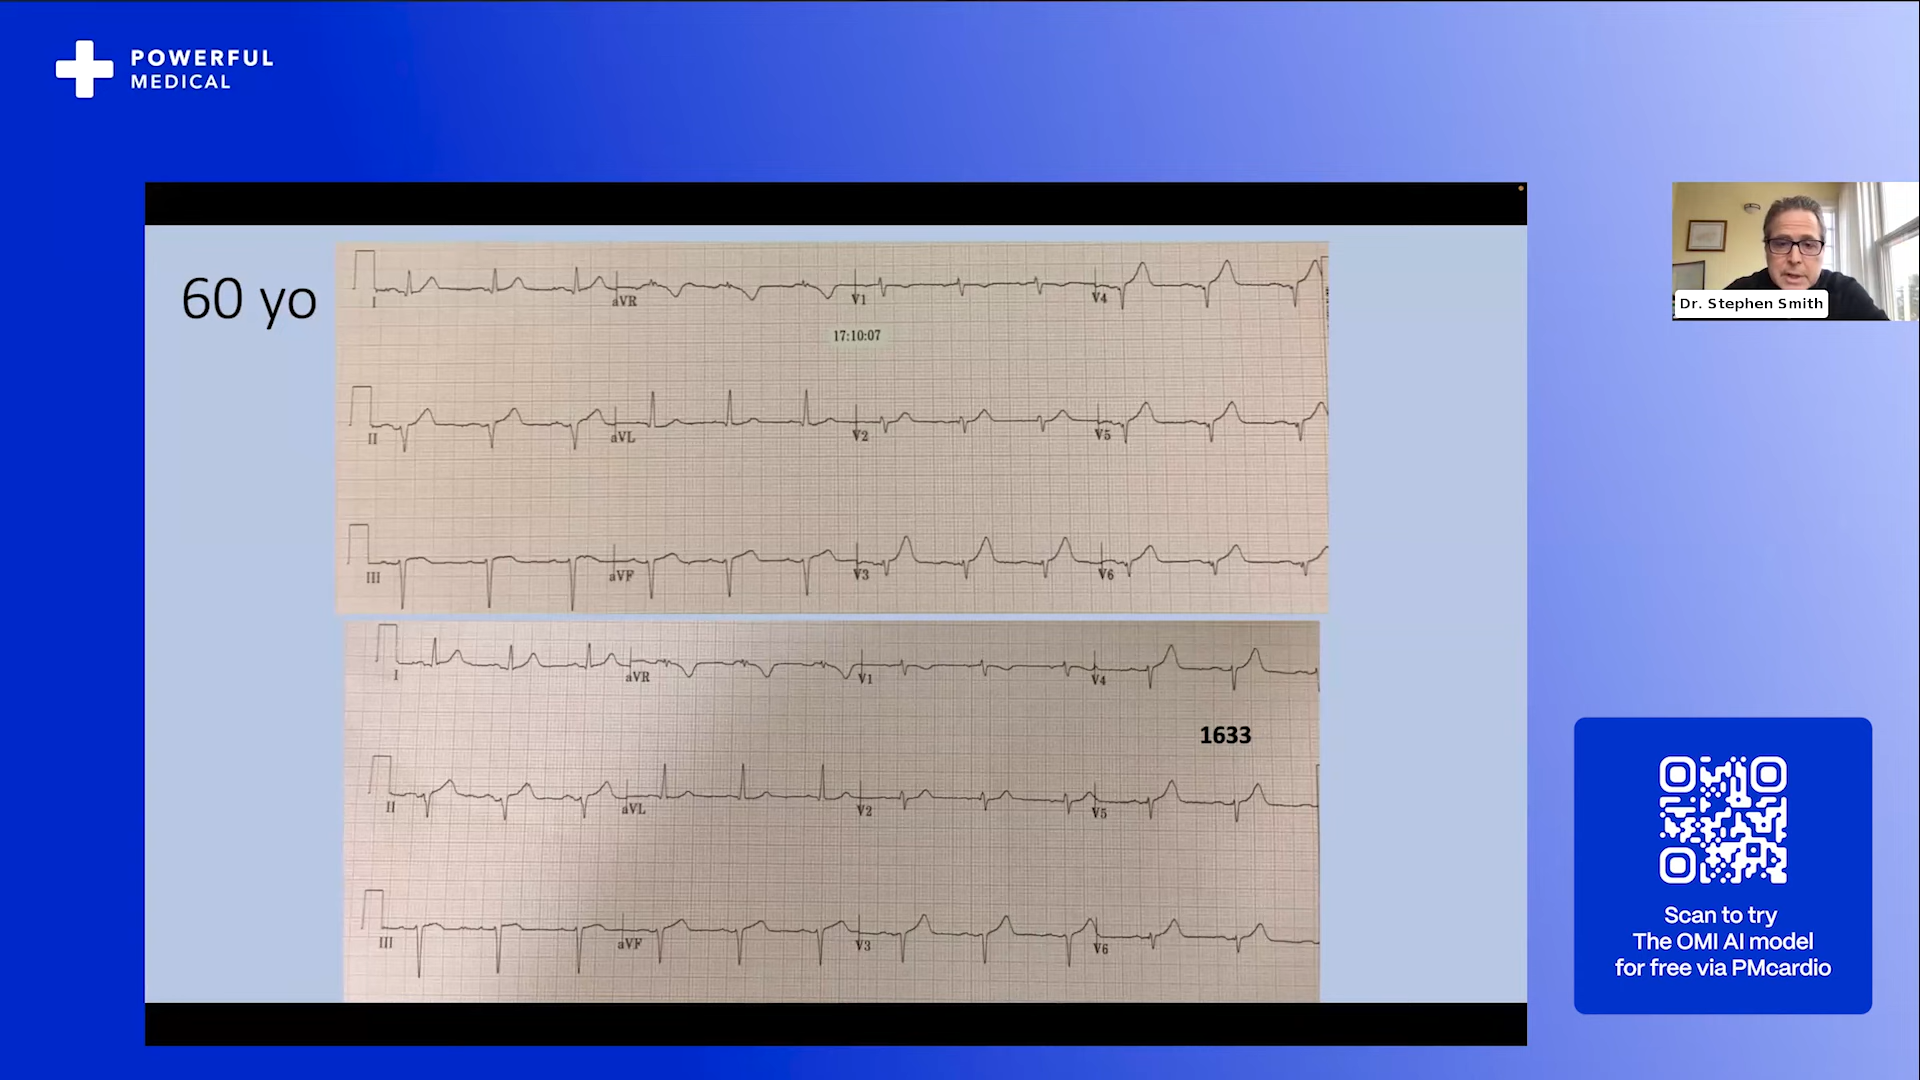 POWERFUL
MEDICAL
60 yo
I
aVR
V1
V4
17:10:07
II
aVL
V2
V5
III
aVF
V3
V6
I
aVR
V1
V4
1633
II
aVL
V2
V5
III
aVF
V3
V6
Dr. Stephen Smith
Scan to try
The OMI AI model
for free via PMcardio